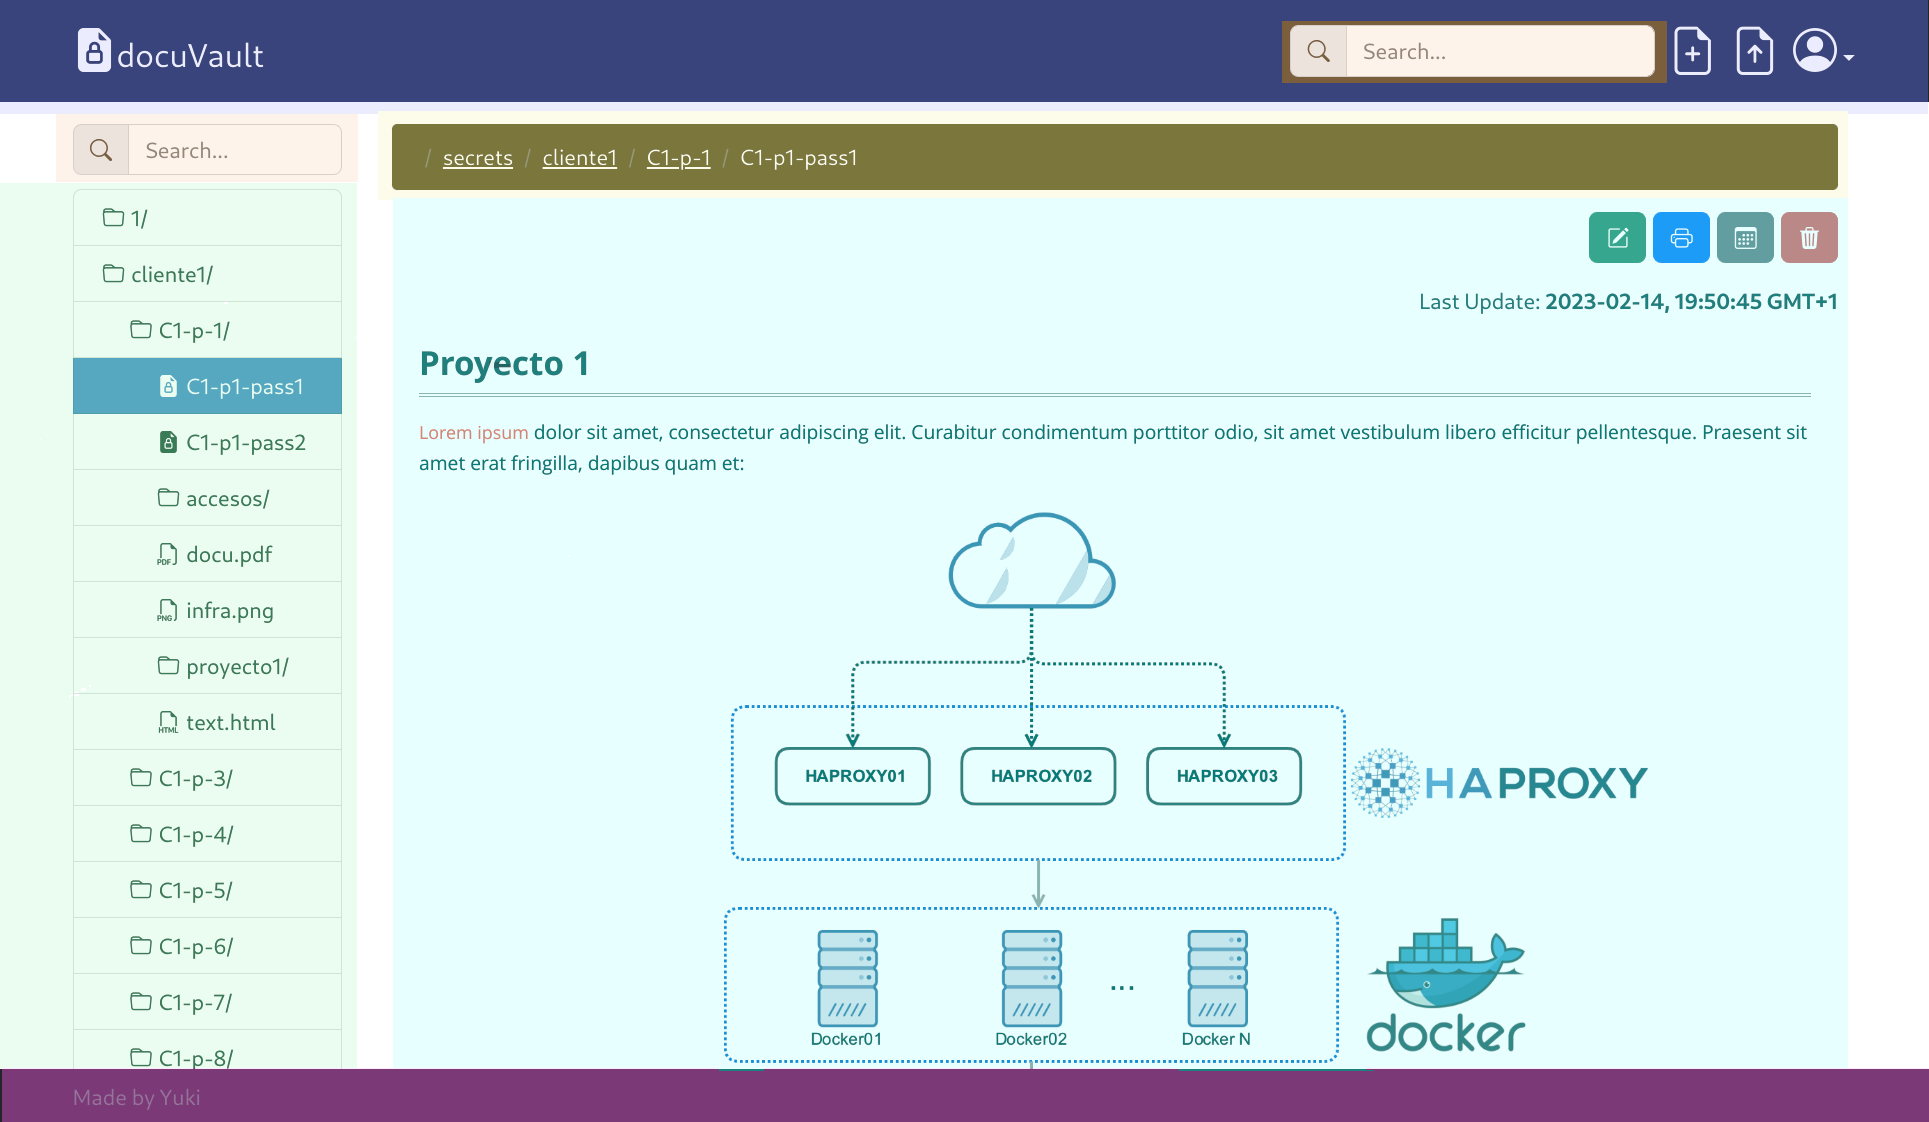 docuVault
Search...
Search...
/ secrets / cliente1 / C1-p-1 / C1-p1-pass1
1/
cliente1/
C1-p-1/
C1-p1-pass1
C1-p1-pass2
accesos/
PDF docu.pdf
PNG infra.png
proyecto1/
HTML text.html
C1-p-3/
C1-p-4/
C1-p-5/
C1-p-6/
C1-p-7/
C1-p-8/
Last Update: 2023-02-14, 19:50:45 GMT+1
Proyecto 1
Lorem ipsum dolor sit amet, consectetur adipiscing elit. Curabitur condimentum porttitor odio, sit amet vestibulum libero efficitur pellentesque. Praesent sit
amet erat fringilla, dapibus quam et:
HAPROXY01 HAPROXY02 HAPROXY03
HAPROXY
...
Docker01 Docker02 Docker N
docker
Made by Yuki